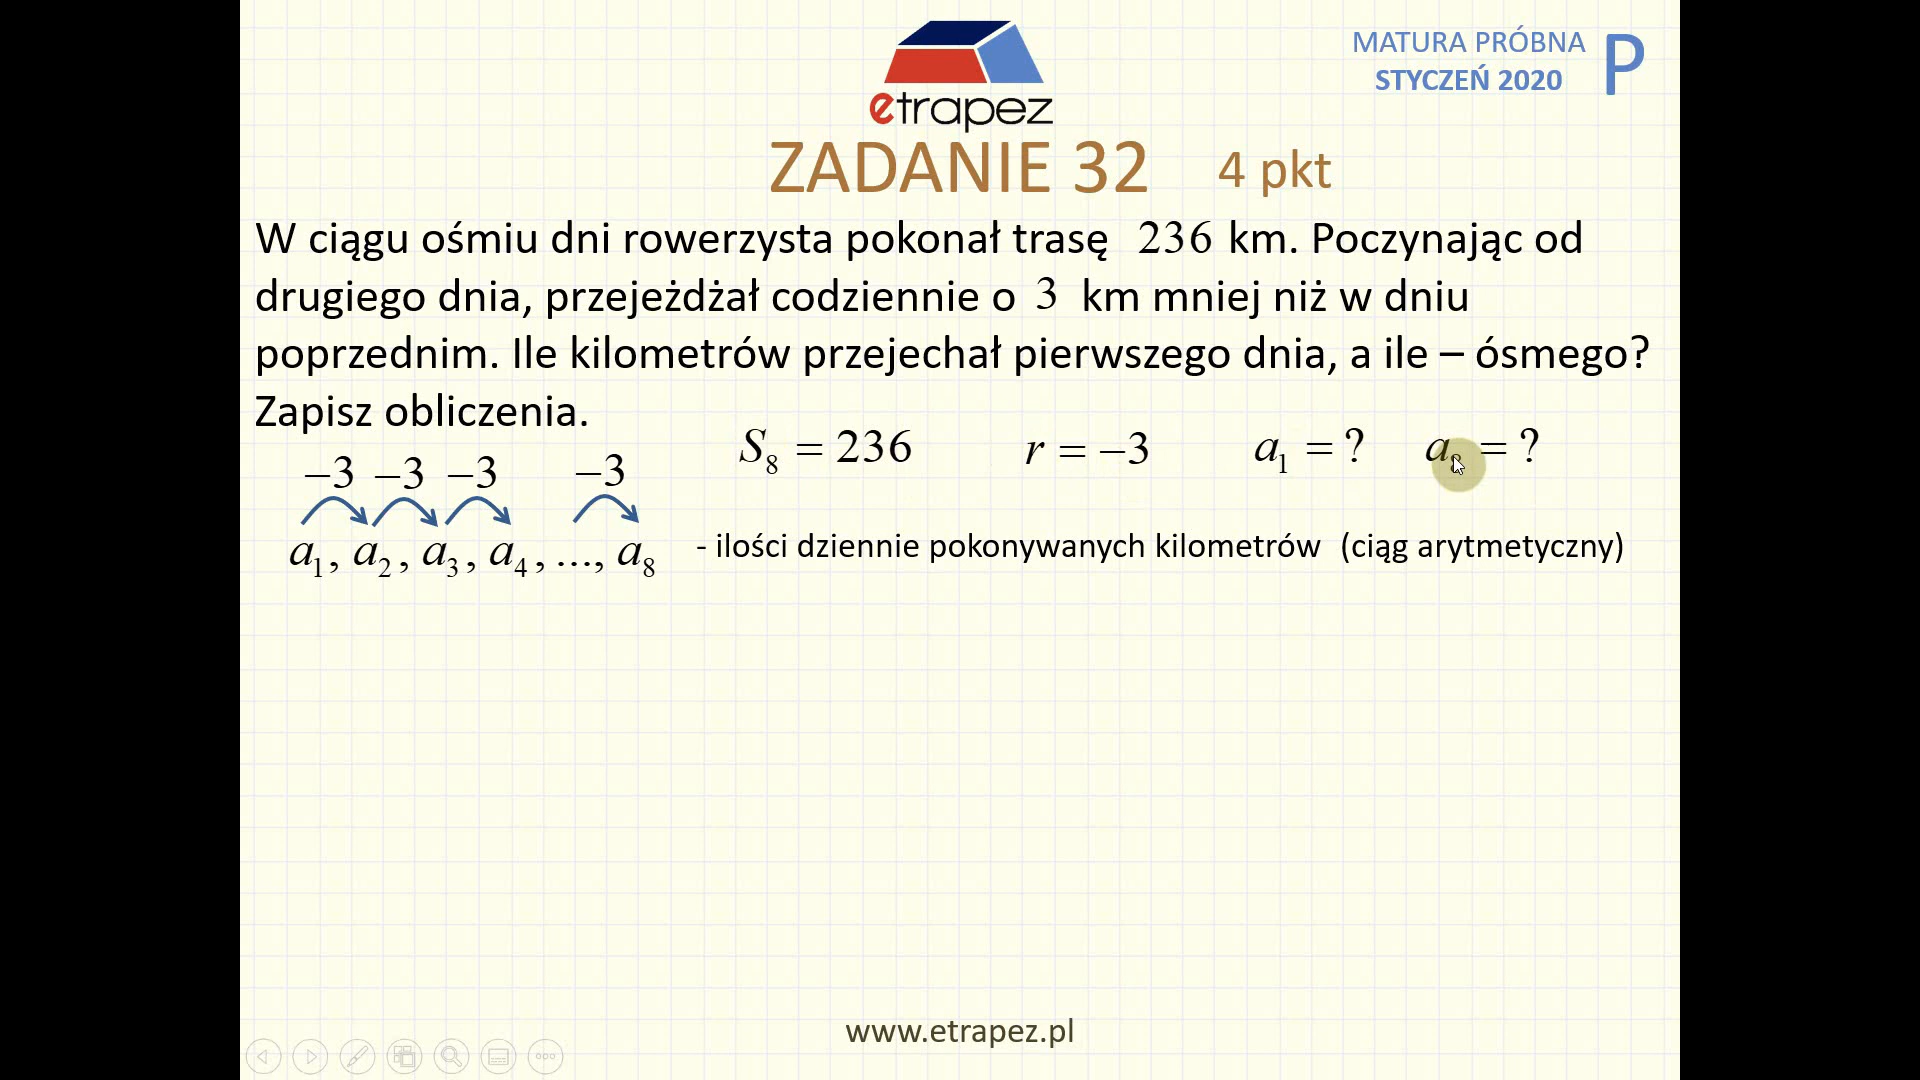 etrapez
MATURA PRÓBNA
STYCZEŃ 2020
P
ZADANIE 32 4 pkt
W ciągu ośmiu dni rowerzysta pokonał trasę 236 km. Poczynając od
drugiego dnia, przejeżdżał codziennie o 3 km mniej niż w dniu
poprzednim. Ile kilometrów przejechał pierwszego dnia, a ile – ósmego?
Zapisz obliczenia.
S₈ = 236 r = −3 a₁ = ? a₈ = ?
−3 −3 −3 −3
a₁, a₂, a₃, a₄, ..., a₈ - ilości dziennie pokonywanych kilometrów (ciąg arytmetyczny)
www.etrapez.pl